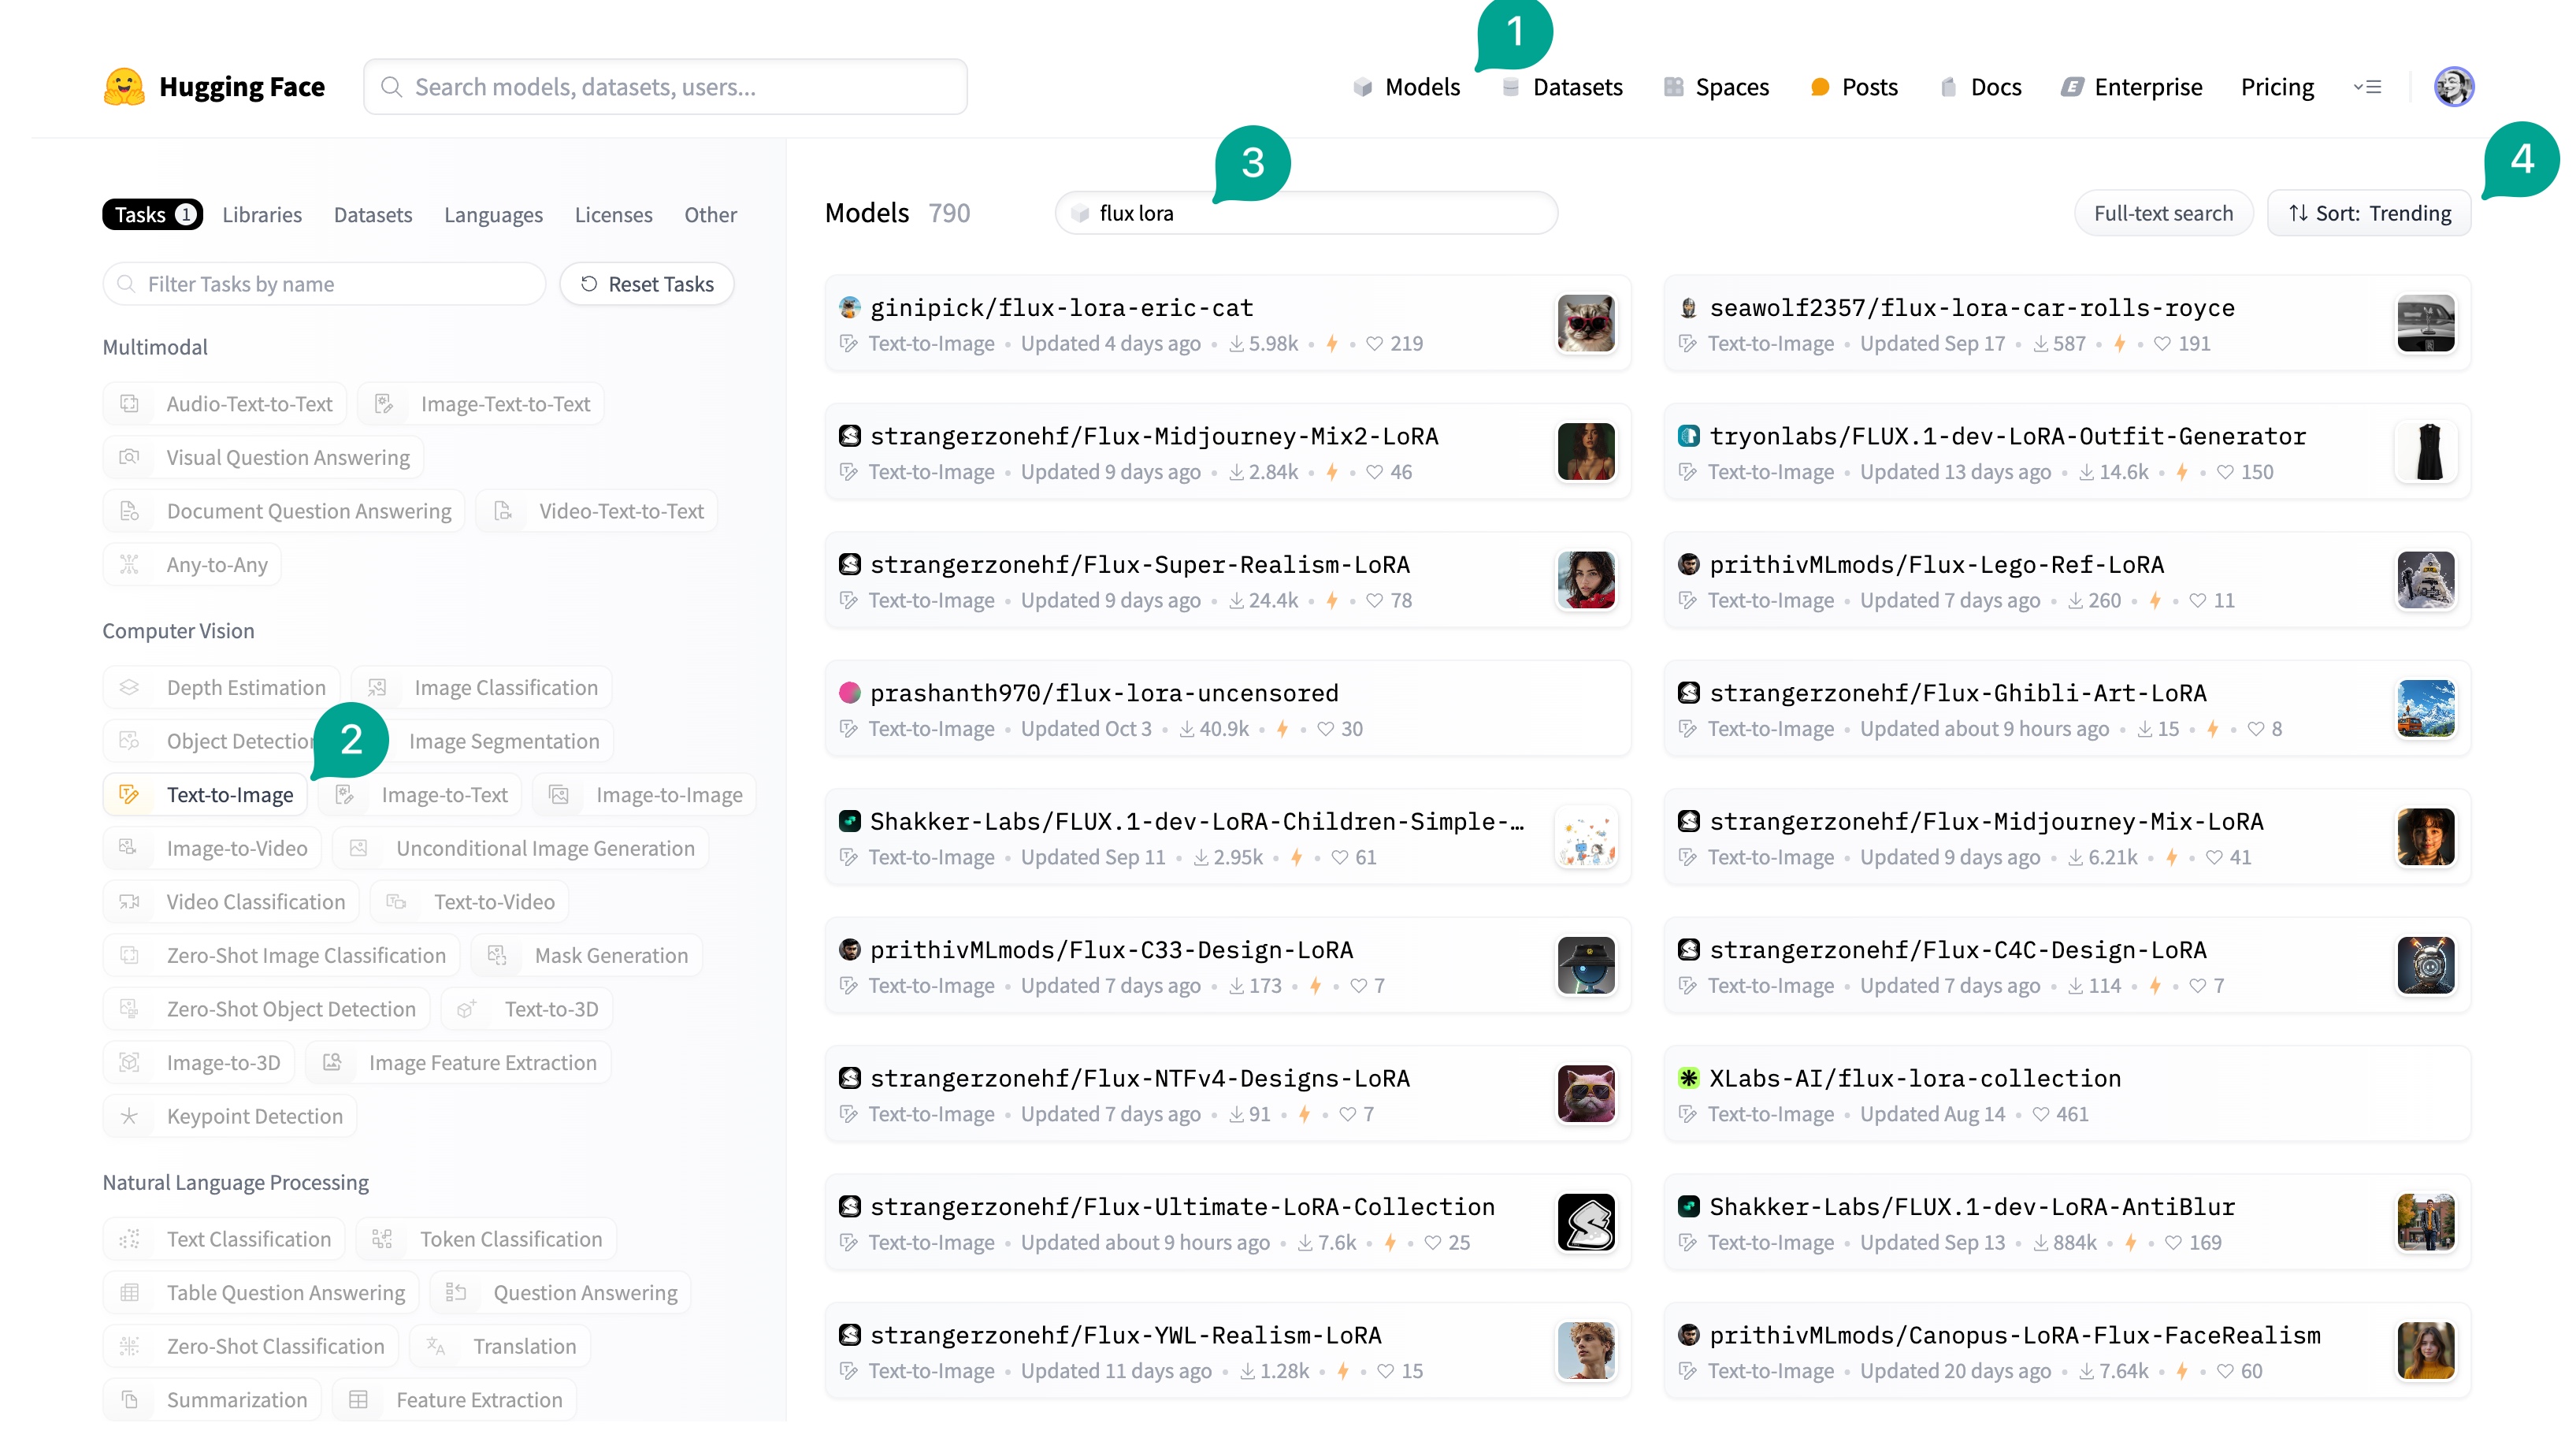 1
Hugging Face
Search models, datasets, users...
Models
Datasets
Spaces
Posts
Docs
Enterprise
Pricing
3
4
Tasks 1
Libraries
Datasets
Languages
Licenses
Other
Filter Tasks by name
Reset Tasks
Multimodal
Audio-Text-to-Text
Image-Text-to-Text
Visual Question Answering
Document Question Answering
Video-Text-to-Text
Any-to-Any
Computer Vision
Depth Estimation
Image Classification
Object Detection
2
Image Segmentation
Text-to-Image
Image-to-Text
Image-to-Image
Image-to-Video
Unconditional Image Generation
Video Classification
Text-to-Video
Zero-Shot Image Classification
Mask Generation
Zero-Shot Object Detection
Text-to-3D
Image-to-3D
Image Feature Extraction
Keypoint Detection
Natural Language Processing
Text Classification
Token Classification
Table Question Answering
Question Answering
Zero-Shot Classification
Translation
Summarization
Feature Extraction
Models 790
flux lora
Full-text search
Sort: Trending
ginipick/flux-lora-eric-cat
Text-to-Image • Updated 4 days ago • 5.98k • 219
seawolf2357/flux-lora-car-rolls-royce
Text-to-Image • Updated Sep 17 • 587 • 191
strangerzonehf/Flux-Midjourney-Mix2-LoRA
Text-to-Image • Updated 9 days ago • 2.84k • 46
tryonlabs/FLUX.1-dev-LoRA-Outfit-Generator
Text-to-Image • Updated 13 days ago • 14.6k • 150
strangerzonehf/Flux-Super-Realism-LoRA
Text-to-Image • Updated 9 days ago • 24.4k • 78
prithivMLmods/Flux-Lego-Ref-LoRA
Text-to-Image • Updated 7 days ago • 260 • 11
prashanth970/flux-lora-uncensored
Text-to-Image • Updated Oct 3 • 40.9k • 30
strangerzonehf/Flux-Ghibli-Art-LoRA
Text-to-Image • Updated about 9 hours ago • 15 • 8
Shakker-Labs/FLUX.1-dev-LoRA-Children-Simple-…
Text-to-Image • Updated Sep 11 • 2.95k • 61
strangerzonehf/Flux-Midjourney-Mix-LoRA
Text-to-Image • Updated 9 days ago • 6.21k • 41
prithivMLmods/Flux-C33-Design-LoRA
Text-to-Image • Updated 7 days ago • 173 • 7
strangerzonehf/Flux-C4C-Design-LoRA
Text-to-Image • Updated 7 days ago • 114 • 7
strangerzonehf/Flux-NTFv4-Designs-LoRA
Text-to-Image • Updated 7 days ago • 91 • 7
XLabs-AI/flux-lora-collection
Text-to-Image • Updated Aug 14 • 461
strangerzonehf/Flux-Ultimate-LoRA-Collection
Text-to-Image • Updated about 9 hours ago • 7.6k • 25
Shakker-Labs/FLUX.1-dev-LoRA-AntiBlur
Text-to-Image • Updated Sep 13 • 884k • 169
strangerzonehf/Flux-YWL-Realism-LoRA
Text-to-Image • Updated 11 days ago • 1.28k • 15
prithivMLmods/Canopus-LoRA-Flux-FaceRealism
Text-to-Image • Updated 20 days ago • 7.64k • 60